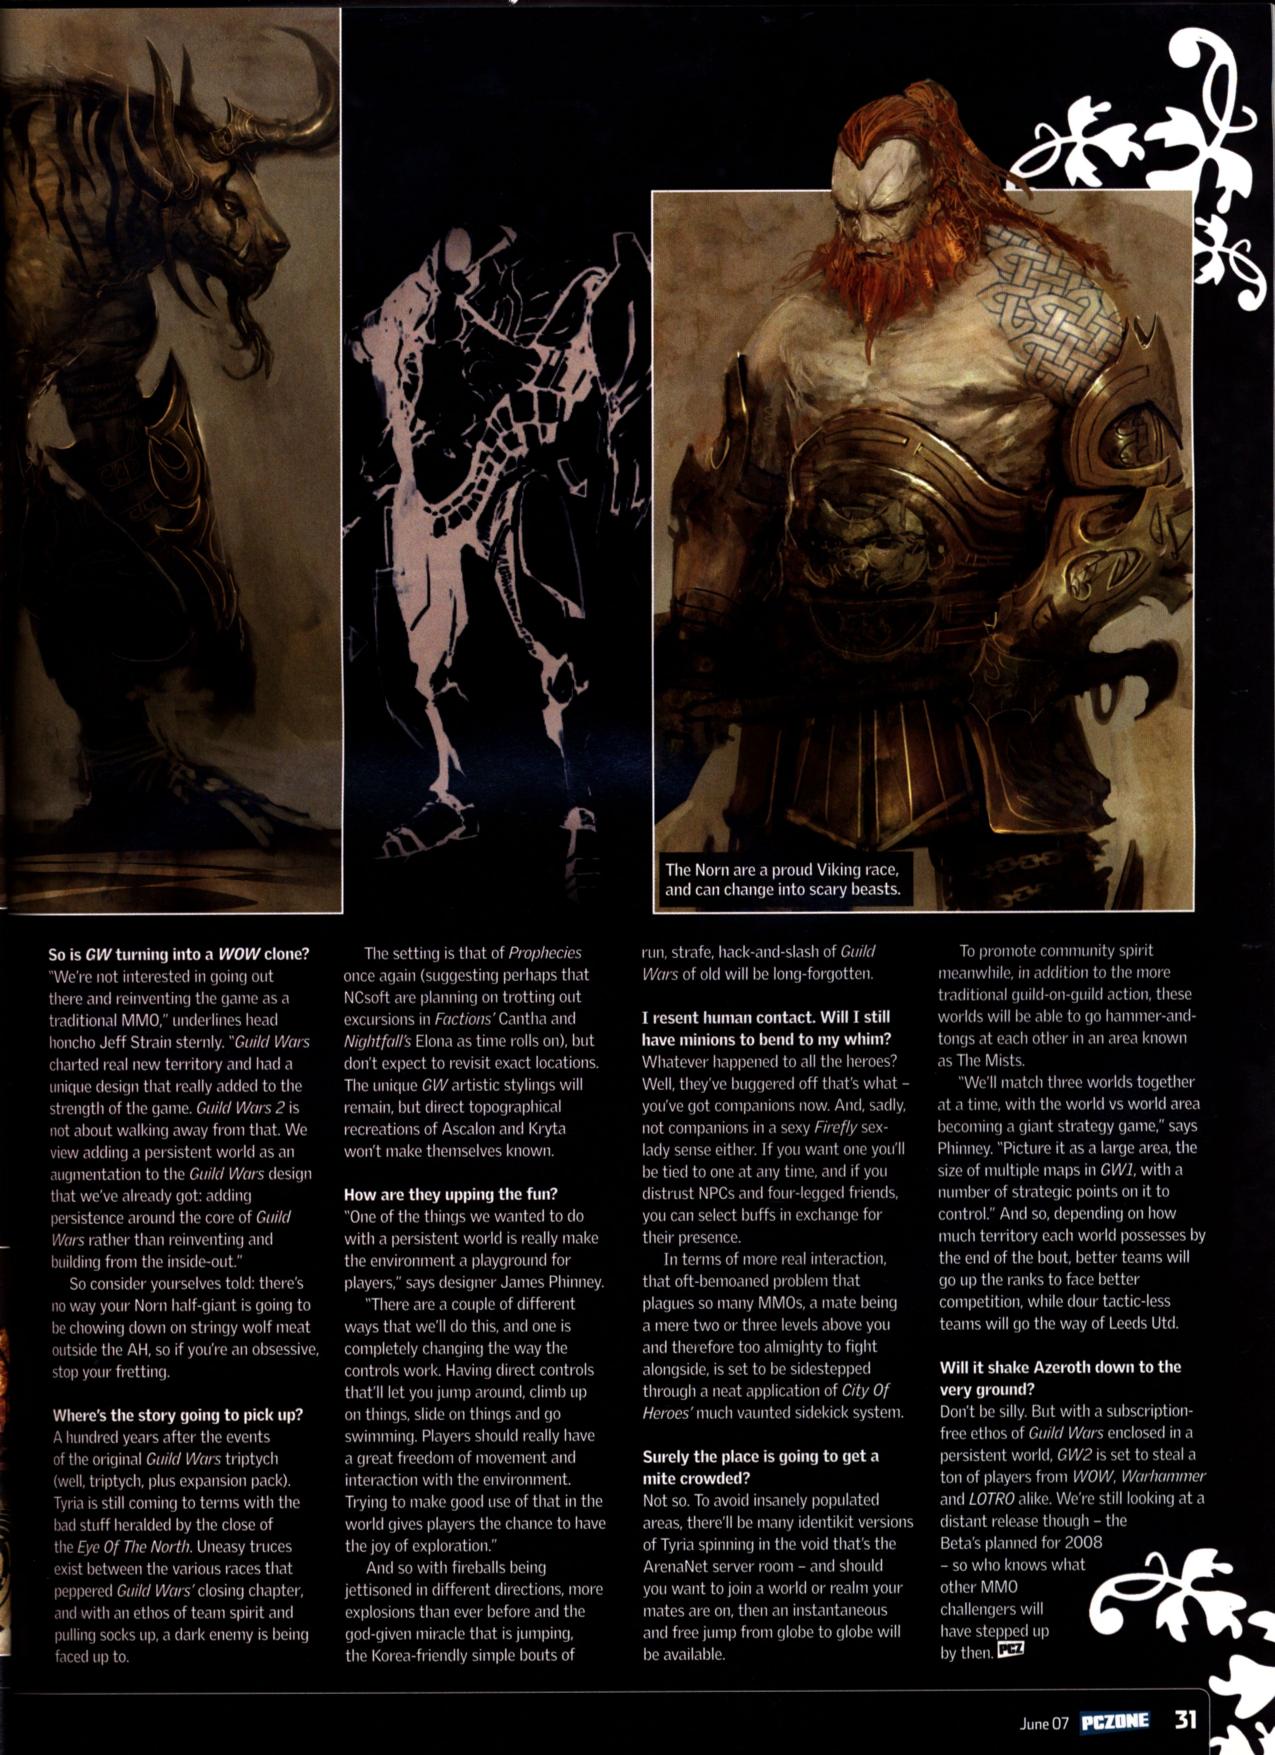 The Norn are a proud Viking race,
and can change into scary beasts.
So is GW turning into a WOW clone?
"We're not interested in going out
there and reinventing the game as a
traditional MMO," underlines head
honcho Jeff Strain sternly. "Guild Wars
charted real new territory and had a
unique design that really added to the
strength of the game. Guild Wars 2 is
not about walking away from that. We
view adding a persistent world as an
augmentation to the Guild Wars design
that we've already got: adding
persistence around the core of Guild
Wars rather than reinventing and
building from the inside-out."
So consider yourselves told: there's
no way your Norn half-giant is going to
be chowing down on stringy wolf meat
outside the AH, so if you're an obsessive,
stop your fretting.
Where's the story going to pick up?
A hundred years after the events
of the original Guild Wars triptych
(well, triptych, plus expansion pack).
Tyria is still coming to terms with the
bad stuff heralded by the close of
the Eye Of The North. Uneasy truces
exist between the various races that
peppered Guild Wars' closing chapter,
and with an ethos of team spirit and
pulling socks up, a dark enemy is being
faced up to.
The setting is that of Prophecies
once again (suggesting perhaps that
NCsoft are planning on trotting out
excursions in Factions' Cantha and
Nightfall's Elona as time rolls on), but
don't expect to revisit exact locations.
The unique GW artistic stylings will
remain, but direct topographical
recreations of Ascalon and Kryta
won't make themselves known.
How are they upping the fun?
"One of the things we wanted to do
with a persistent world is really make
the environment a playground for
players," says designer James Phinney.
"There are a couple of different
ways that we'll do this, and one is
completely changing the way the
controls work. Having direct controls
that'll let you jump around, climb up
on things, slide on things and go
swimming. Players should really have
a great freedom of movement and
interaction with the environment.
Trying to make good use of that in the
world gives players the chance to have
the joy of exploration."
And so with fireballs being
jettisoned in different directions, more
explosions than ever before and the
god-given miracle that is jumping,
the Korea-friendly simple bouts of
run, strafe, hack-and-slash of Guild
Wars of old will be long-forgotten.
I resent human contact. Will I still
have minions to bend to my whim?
Whatever happened to all the heroes?
Well, they've buggered off that's what –
you've got companions now. And, sadly,
not companions in a sexy Firefly sex-
lady sense either. If you want one you'll
be tied to one at any time, and if you
distrust NPCs and four-legged friends,
you can select buffs in exchange for
their presence.
In terms of more real interaction,
that oft-bemoaned problem that
plagues so many MMOs, a mate being
a mere two or three levels above you
and therefore too almighty to fight
alongside, is set to be sidestepped
through a neat application of City Of
Heroes' much vaunted sidekick system.
Surely the place is going to get a
mite crowded?
Not so. To avoid insanely populated
areas, there'll be many identikit versions
of Tyria spinning in the void that's the
ArenaNet server room – and should
you want to join a world or realm your
mates are on, then an instantaneous
and free jump from globe to globe will
be available.
To promote community spirit
meanwhile, in addition to the more
traditional guild-on-guild action, these
worlds will be able to go hammer-and-
tongs at each other in an area known
as The Mists.
"We'll match three worlds together
at a time, with the world vs world area
becoming a giant strategy game," says
Phinney. "Picture it as a large area, the
size of multiple maps in GW1, with a
number of strategic points on it to
control." And so, depending on how
much territory each world possesses by
the end of the bout, better teams will
go up the ranks to face better
competition, while dour tactic-less
teams will go the way of Leeds Utd.
Will it shake Azeroth down to the
very ground?
Don't be silly. But with a subscription-
free ethos of Guild Wars enclosed in a
persistent world, GW2 is set to steal a
ton of players from WOW, Warhammer
and LOTRO alike. We're still looking at a
distant release though – the
Beta's planned for 2008
– so who knows what
other MMO
challengers will
have stepped up
by then. PCZ
June 07 PCZONE 31